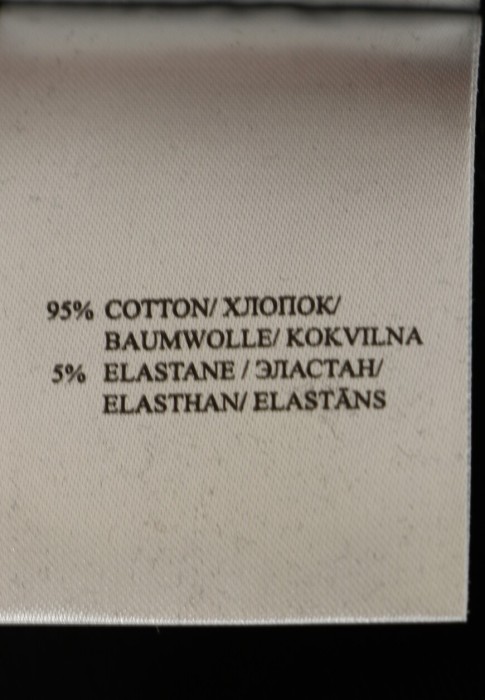 95% COTTON/ ХЛОПОК/
BAUMWOLLE/ KOKVILNA
5% ELASTANE / ЭЛАСТАН/
ELASTHAN/ ELASTĀNS